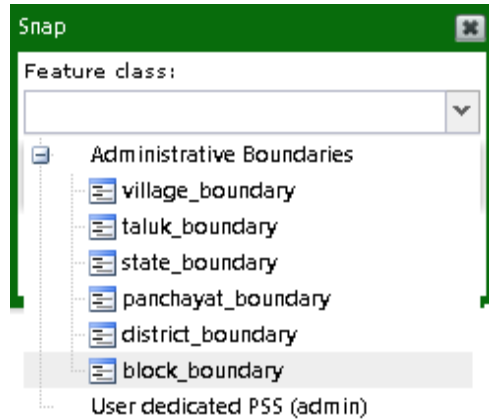 Snap
Feature class:
Administrative Boundaries
village_boundary
taluk_boundary
state_boundary
panchayat_boundary
district_boundary
block_boundary
User dedicated PSS (admin)